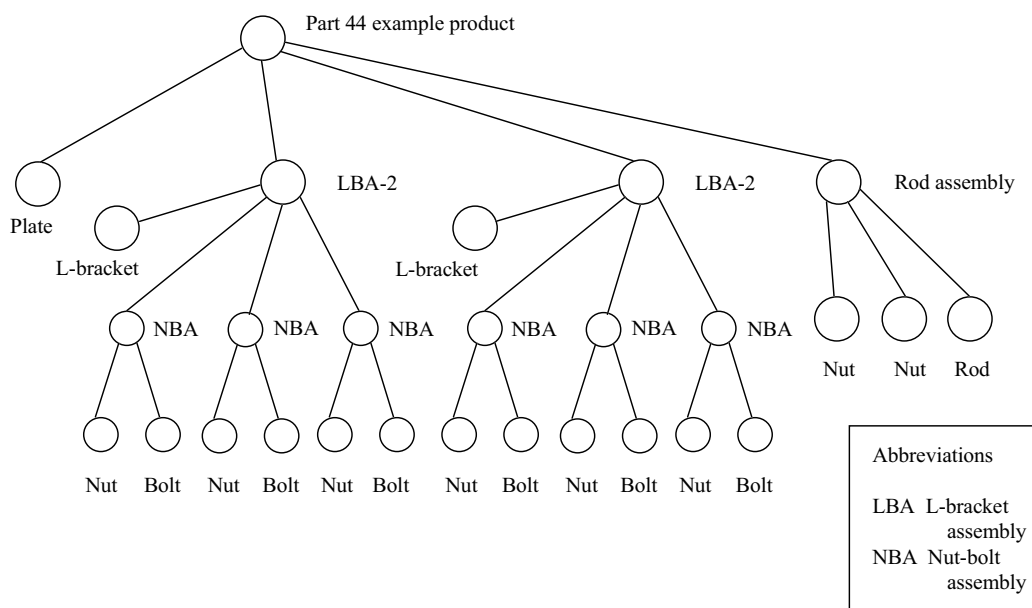 Part 44 example product
LBA-2
LBA-2
Rod assembly
Plate
L-bracket
L-bracket
NBA
NBA
NBA
NBA
NBA
NBA
Nut
Nut
Rod
Nut
Bolt
Nut
Bolt
Nut
Bolt
Nut
Bolt
Nut
Bolt
Nut
Bolt
Abbreviations
LBA L-bracket
assembly
NBA Nut-bolt
assembly